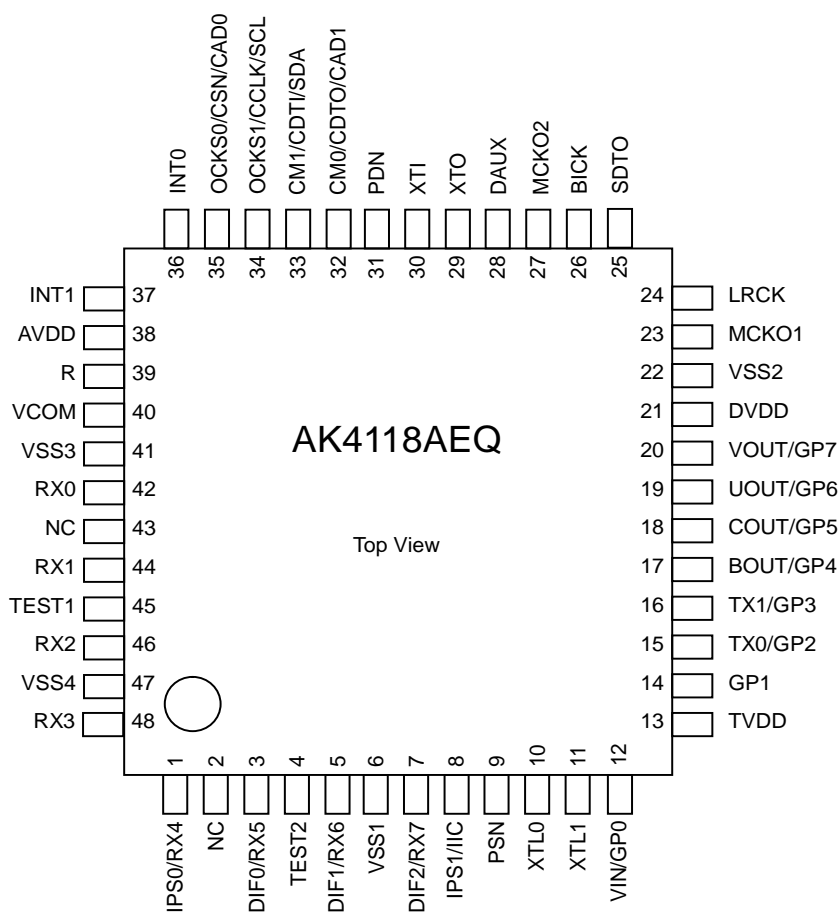 INT0
OCKS0/CSN/CAD0
OCKS1/CCLK/SCL
CM1/CDTI/SDA
CM0/CDTO/CAD1
PDN
XTI
XTO
DAUX
MCKO2
BICK
SDTO
36
35
34
33
32
31
30
29
28
27
26
25
INT1 37
AVDD 38
R 39
VCOM 40
VSS3 41
RX0 42
NC 43
RX1 44
TEST1 45
RX2 46
VSS4 47
RX3 48
AK4118AEQ
Top View
24 LRCK
23 MCKO1
22 VSS2
21 DVDD
20 VOUT/GP7
19 UOUT/GP6
18 COUT/GP5
17 BOUT/GP4
16 TX1/GP3
15 TX0/GP2
14 GP1
13 TVDD
1
2
3
4
5
6
7
8
9
10
11
12
IPS0/RX4
NC
DIF0/RX5
TEST2
DIF1/RX6
VSS1
DIF2/RX7
IPS1/IIC
PSN
XTL0
XTL1
VIN/GP0